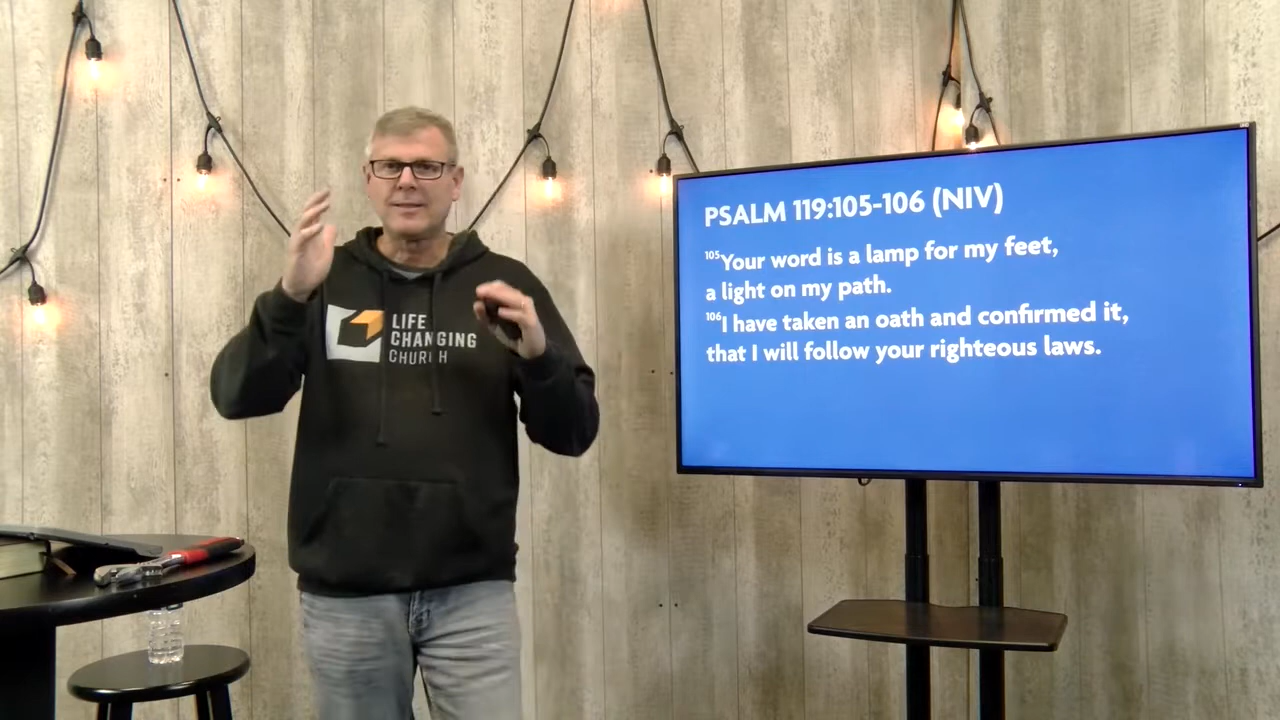 LIFE
CHANGING
CHURCH
PSALM 119:105-106 (NIV)
105Your word is a lamp for my feet,
a light on my path.
106I have taken an oath and confirmed it,
that I will follow your righteous laws.